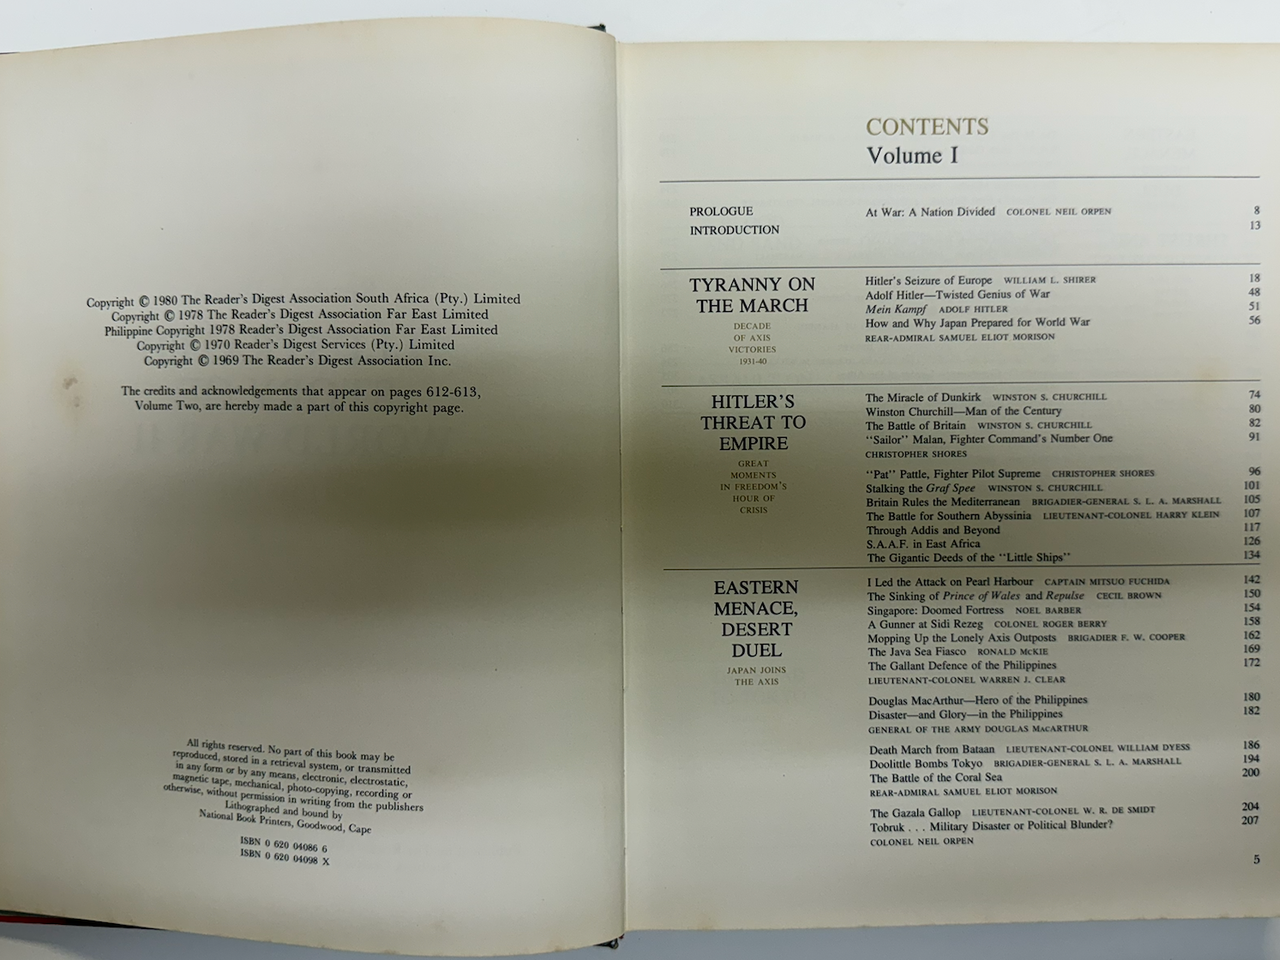 Copyright © 1980 The Reader's Digest Association South Africa (Pty.) Limited
Copyright © 1978 The Reader's Digest Association Far East Limited
Philippine Copyright 1978 Reader's Digest Association Far East Limited
Copyright © 1970 Reader's Digest Services (Pty.) Limited
Copyright © 1969 The Reader's Digest Association Inc.
The credits and acknowledgements that appear on pages 612-613,
Volume Two, are hereby made a part of this copyright page.
All rights reserved. No part of this book may be
reproduced, stored in a retrieval system, or transmitted
in any form or by any means, electronic, electrostatic,
magnetic tape, mechanical, photo-copying, recording or
otherwise, without permission in writing from the publishers
Lithographed and bound by
National Book Printers, Goodwood, Cape
ISBN 0 620 04086 6
ISBN 0 620 04098 X
CONTENTS
Volume I
PROLOGUE At War: A Nation Divided COLONEL NEIL ORPEN 8
INTRODUCTION 13
TYRANNY ON
THE MARCH
DECADE
OF AXIS
VICTORIES
1931-40
Hitler's Seizure of Europe WILLIAM L. SHIRER 18
Adolf Hitler—Twisted Genius of War 48
Mein Kampf ADOLF HITLER 51
How and Why Japan Prepared for World War 56
REAR-ADMIRAL SAMUEL ELIOT MORISON
HITLER'S
THREAT TO
EMPIRE
GREAT
MOMENTS
IN FREEDOM'S
HOUR OF
CRISIS
The Miracle of Dunkirk WINSTON S. CHURCHILL 74
Winston Churchill—Man of the Century 80
The Battle of Britain WINSTON S. CHURCHILL 82
"Sailor" Malan, Fighter Command's Number One 91
CHRISTOPHER SHORES
"Pat" Pattle, Fighter Pilot Supreme CHRISTOPHER SHORES 96
Stalking the Graf Spee WINSTON S. CHURCHILL 101
Britain Rules the Mediterranean BRIGADIER-GENERAL S. L. A. MARSHALL 105
The Battle for Southern Abyssinia LIEUTENANT-COLONEL HARRY KLEIN 107
Through Addis and Beyond 117
S.A.A.F. in East Africa 126
The Gigantic Deeds of the "Little Ships" 134
EASTERN
MENACE,
DESERT
DUEL
JAPAN JOINS
THE AXIS
I Led the Attack on Pearl Harbour CAPTAIN MITSUO FUCHIDA 142
The Sinking of Prince of Wales and Repulse CECIL BROWN 150
Singapore: Doomed Fortress NOEL BARBER 154
A Gunner at Sidi Rezeg COLONEL ROGER BERRY 158
Mopping Up the Lonely Axis Outposts BRIGADIER F. W. COOPER 162
The Java Sea Fiasco RONALD McKIE 169
The Gallant Defence of the Philippines 172
LIEUTENANT-COLONEL WARREN J. CLEAR
Douglas MacArthur—Hero of the Philippines 180
Disaster—and Glory—in the Philippines 182
GENERAL OF THE ARMY DOUGLAS MacARTHUR
Death March from Bataan LIEUTENANT-COLONEL WILLIAM DYESS 186
Doolittle Bombs Tokyo BRIGADIER-GENERAL S. L. A. MARSHALL 194
The Battle of the Coral Sea 200
REAR-ADMIRAL SAMUEL ELIOT MORISON
The Gazala Gallop LIEUTENANT-COLONEL W. R. DE SMIDT 204
Tobruk . . . Military Disaster or Political Blunder? 207
COLONEL NEIL ORPEN
5